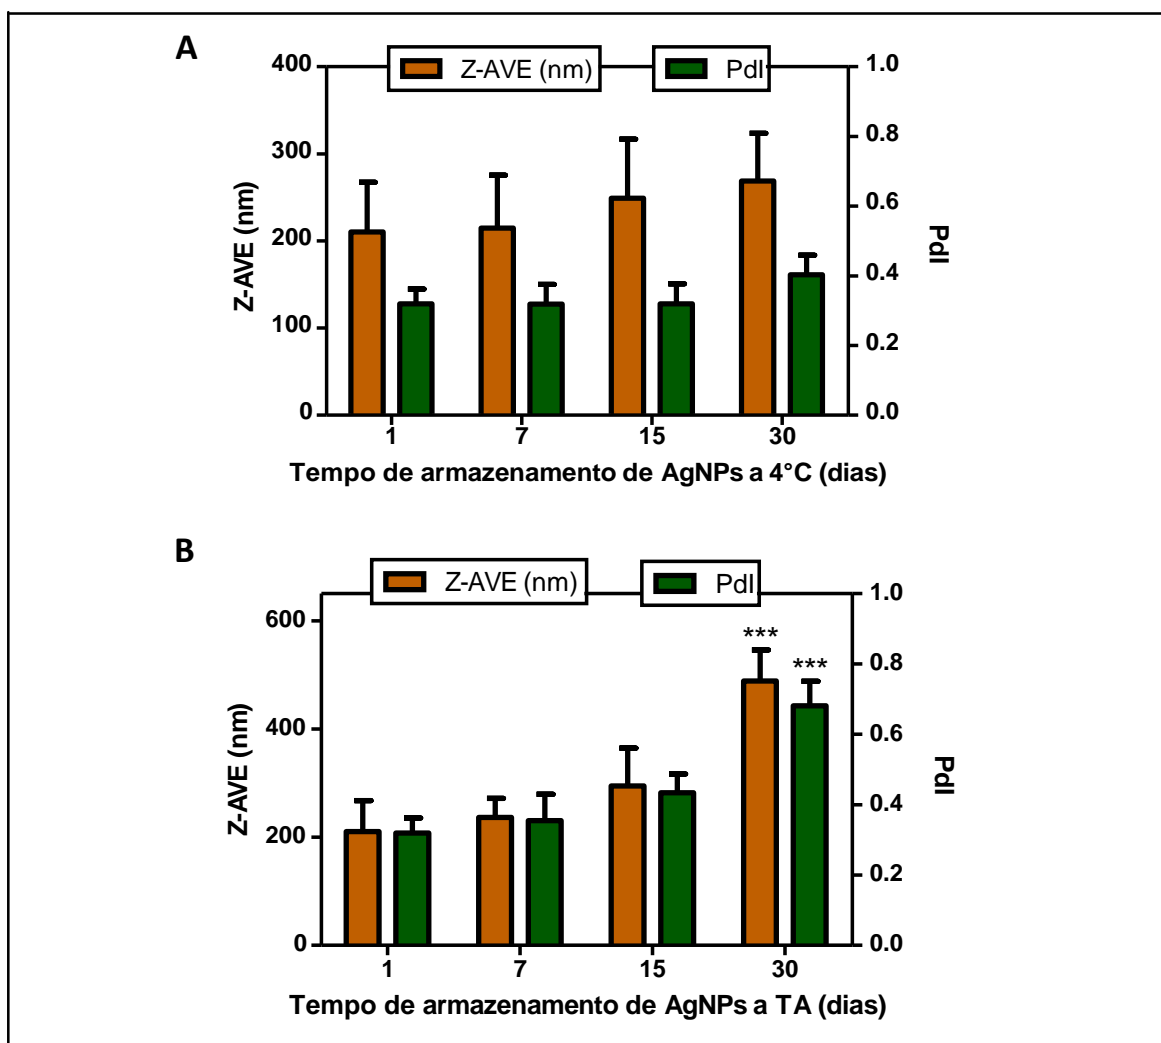 A
Z-AVE (nm)
PdI
400
300
200
100
0
Z-AVE (nm)
1.0
0.8
0.6
0.4
0.2
0.0
PdI
1 7 15 30
Tempo de armazenamento de AgNPs a 4°C (dias)
B
Z-AVE (nm)
PdI
600
400
200
0
Z-AVE (nm)
***
***
1.0
0.8
0.6
0.4
0.2
0.0
PdI
1 7 15 30
Tempo de armazenamento de AgNPs a TA (dias)